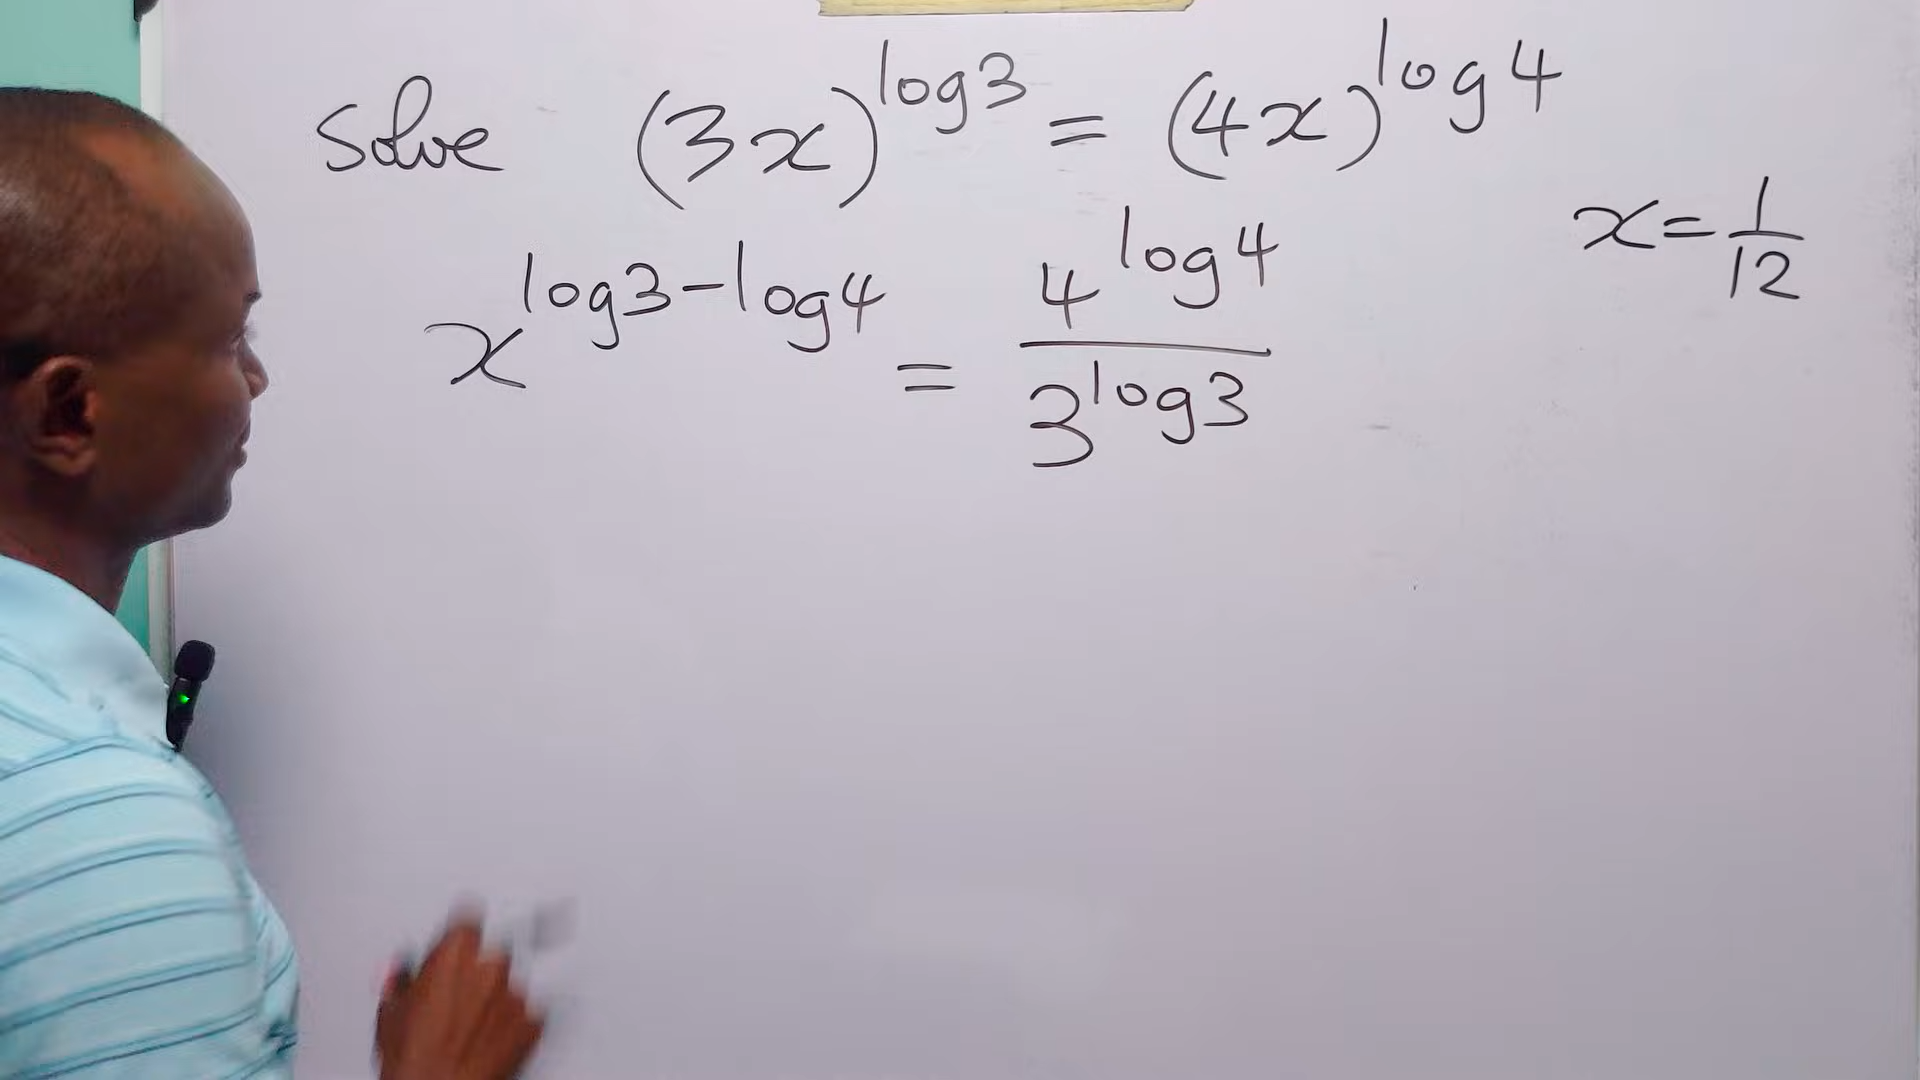 Solve (3x)^log3 = (4x)^log4
x = 1/12
x^log3-log4 = 4^log4 / 3^log3